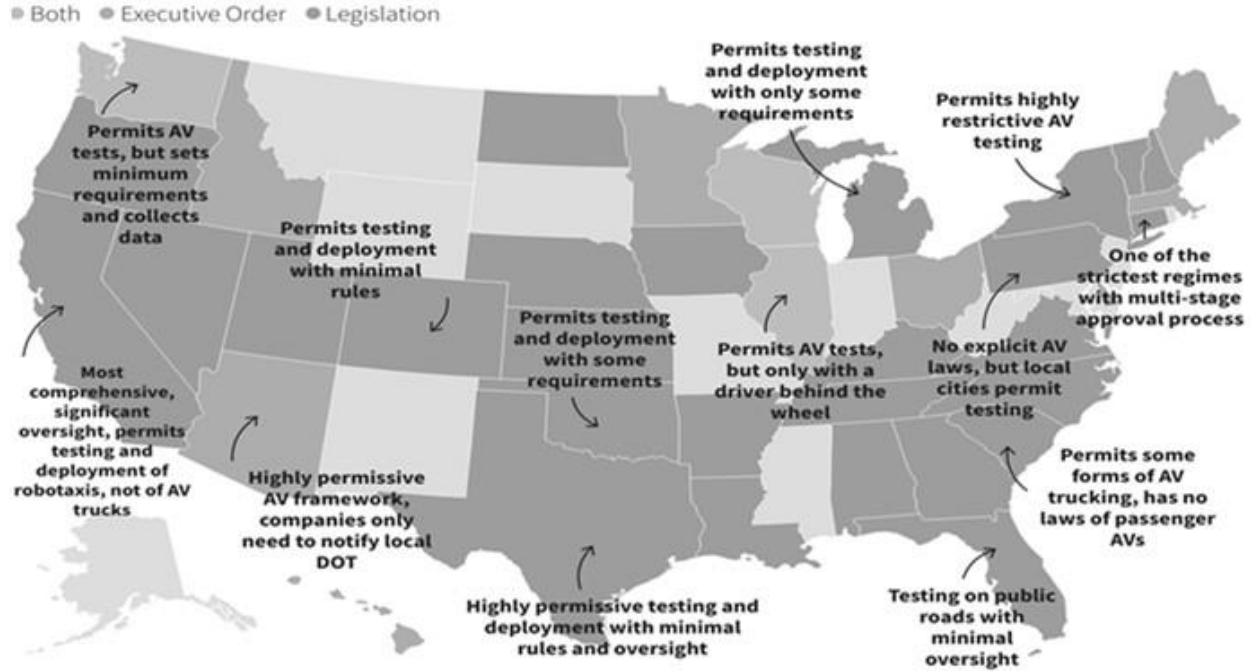 Both Executive Order Legislation
Permits AV
tests, but sets
minimum
requirements
and collects
data
Permits testing
and deployment
with minimal
rules
Permits testing
and deployment
with only some
requirements
Permits highly
restrictive AV
testing
One of the
strictest regimes
with multi-stage
approval process
Permits testing
and deployment
with some
requirements
Permits AV tests,
but only with a
driver behind the
wheel
No explicit AV
laws, but local
cities permit
testing
Most
comprehensive,
significant
oversight, permits
testing and
deployment of
robotaxis, not of AV
trucks
Highly permissive
AV framework,
companies only
need to notify local
DOT
Permits some
forms of AV
trucking, has no
laws of passenger
AVs
Highly permissive testing and
deployment with minimal
rules and oversight
Testing on public
roads with
minimal
oversight